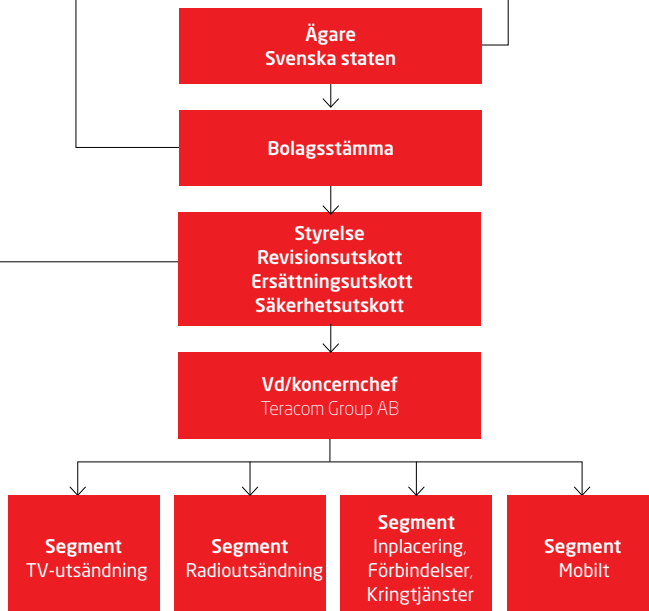 Ägare
Svenska staten
Bolagsstämma
Styrelse
Revisionsutskott
Ersättningsutskott
Säkerhetsutskott
Vd/koncernchef
Teracom Group AB
Segment
TV-utsändning
Segment
Radioutsändning
Segment
Inplacering,
Förbindelser,
Kringtjänster
Segment
Mobilt